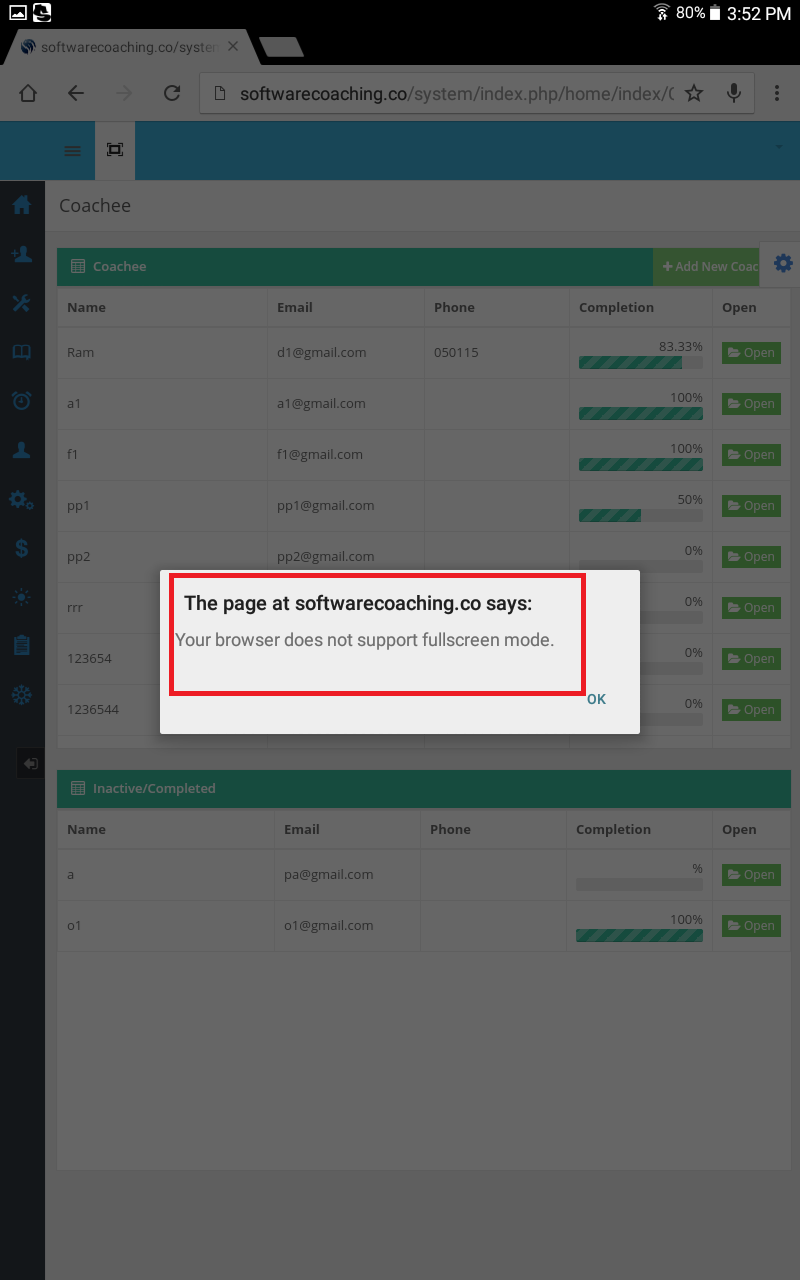 80% 3:52 PM
softwarecoaching.co/system
softwarecoaching.co/system/index.php/home/index/
Coachee
Coachee + Add New Coac
Name Email Phone Completion Open
Ram d1@gmail.com 050115 83.33% Open
a1 a1@gmail.com 100% Open
f1 f1@gmail.com 100% Open
pp1 pp1@gmail.com 50% Open
pp2 pp2@gmail.com 0% Open
rrr 0% Open
123654 0% Open
1236544 0% Open
The page at softwarecoaching.co says:
Your browser does not support fullscreen mode.
OK
Inactive/Completed
Name Email Phone Completion Open
a pa@gmail.com % Open
o1 o1@gmail.com 100% Open